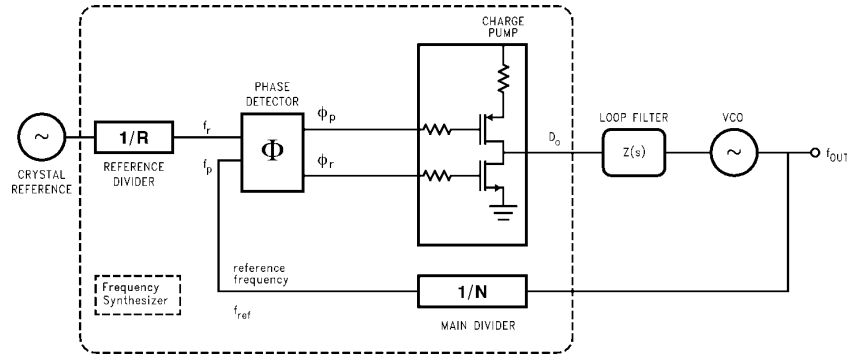 CHARGE
PUMP
PHASE
DETECTOR
ϕp
LOOP FILTER
VCO
Do
fr
1/R
Φ
Z(s)
~
~
fOUT
fp
ϕr
CRYSTAL
REFERENCE
REFERENCE
DIVIDER
reference
frequency
fref
1/N
MAIN DIVIDER
Frequency
Synthesizer